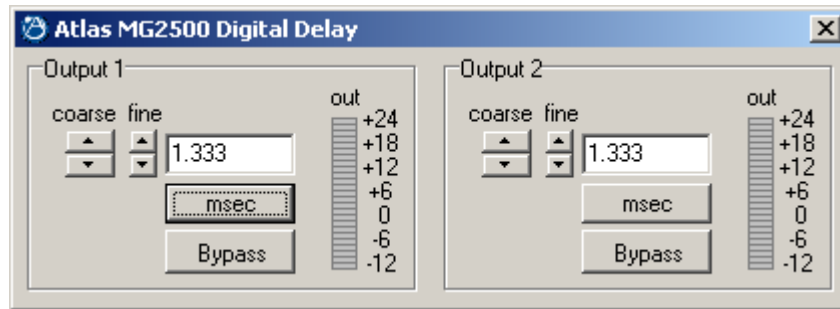 Atlas MG2500 Digital Delay
Output 1
coarse fine
1.333
msec
Bypass
out
+24
+18
+12
+6
0
-6
-12
Output 2
coarse fine
1.333
msec
Bypass
out
+24
+18
+12
+6
0
-6
-12